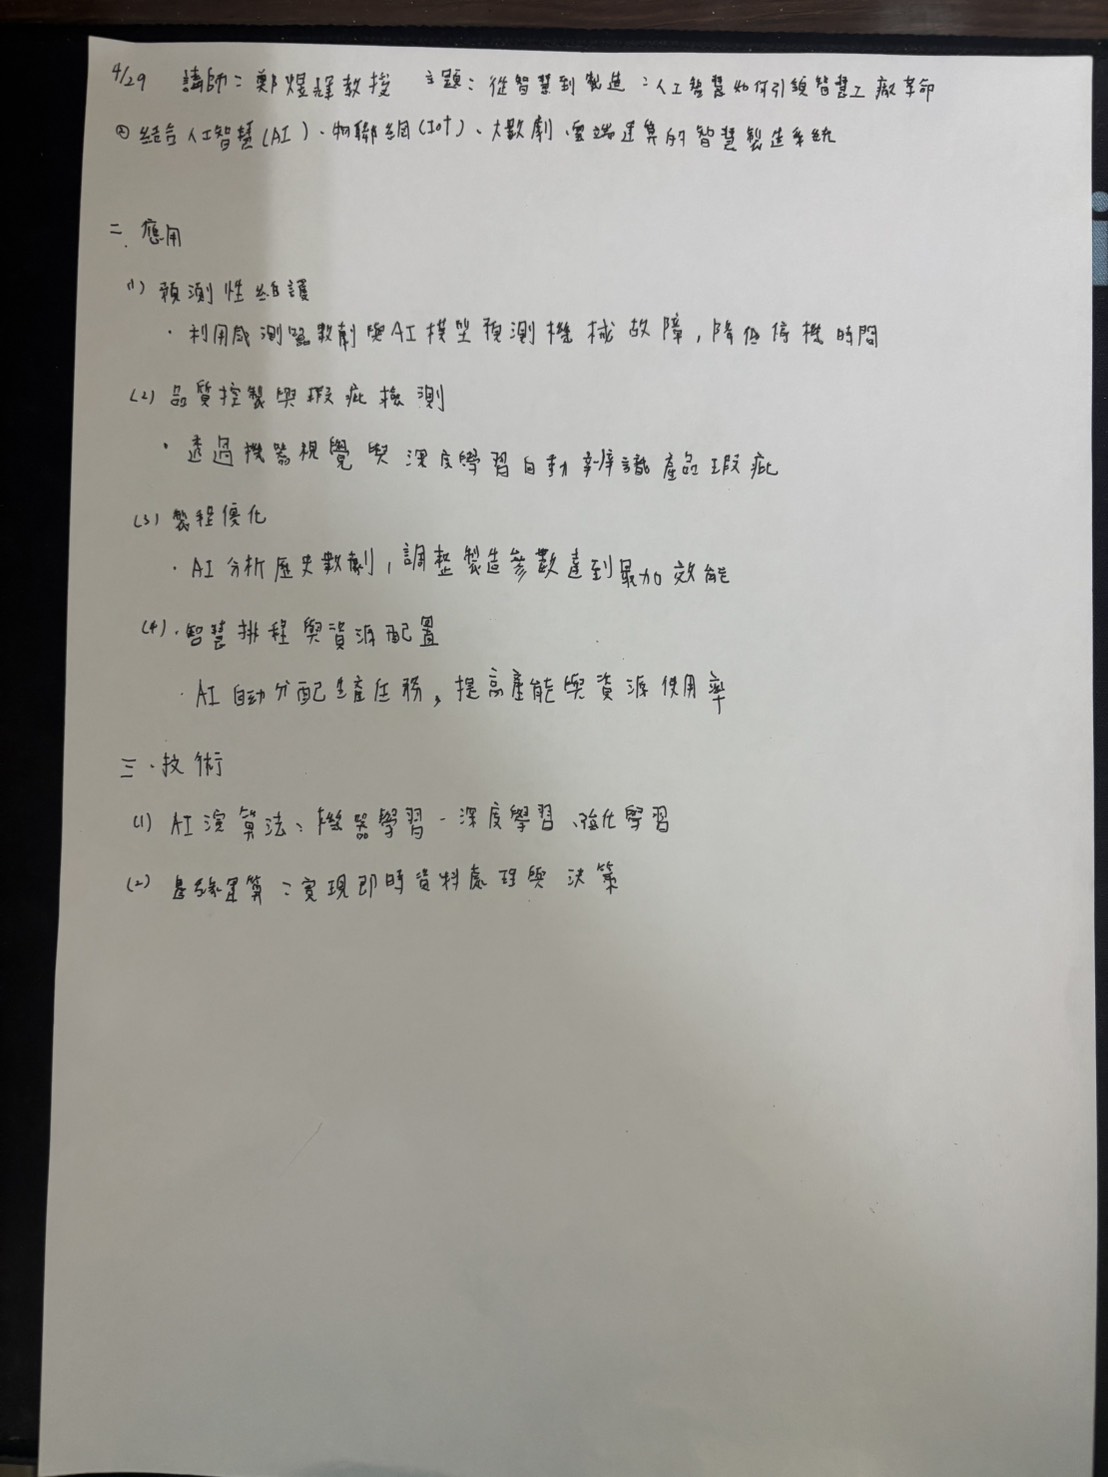 4/29 講師：鄭煜輝教授 主題：從智慧到製造：人工智慧如何引領智慧工廠革命
結合人工智慧(AI)、物聯網(IoT)、大數劇、雲端運算的智慧製造系統
二、應用
(1) 預測性維護
・利用感測器數劇與AI模型預測機械故障,降低停機時間
(2) 品質控製與瑕疵檢測
・透過機器視覺與深度學習自動辨識產品瑕疵
(3) 製程優化
・AI分析歷史數劇,調整製造參數達到最加效能
(4)・智慧排程與資源配置
・AI自動分配生產任務,提高產能與資源使用率
三、技術
(1) AI演算法：機器學習、深度學習、強化學習
(2) 邊緣運算：實現即時資料處理與決策